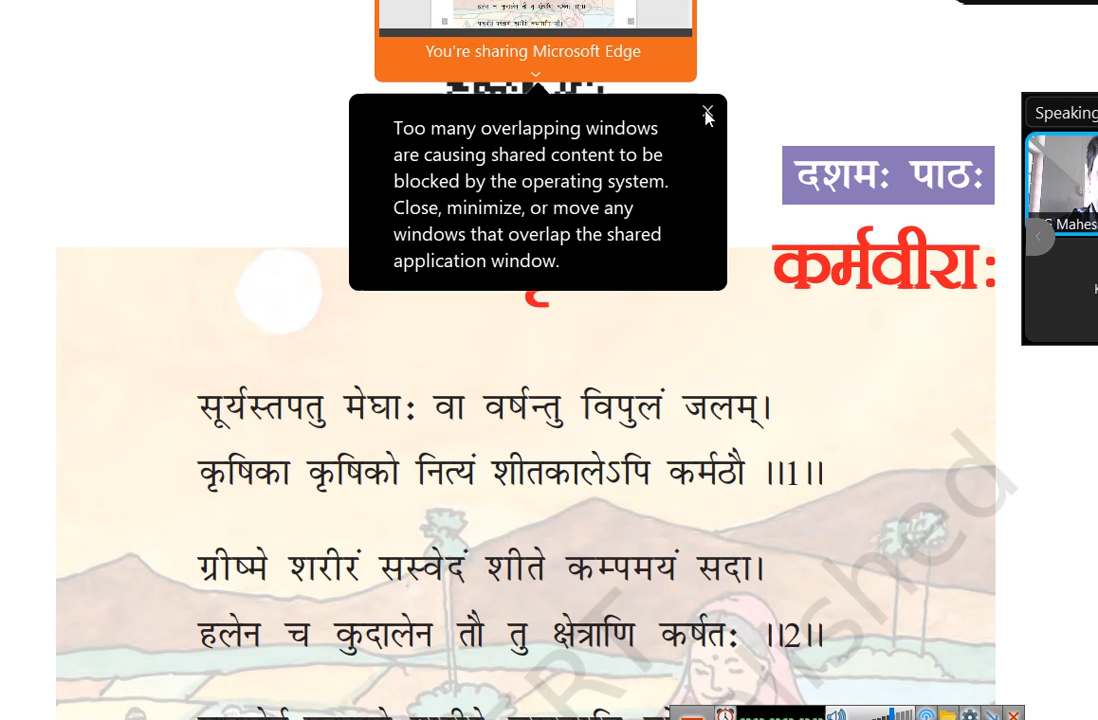 You're sharing Microsoft Edge
Too many overlapping windows
are causing shared content to be
blocked by the operating system.
Close, minimize, or move any
windows that overlap the shared
application window.
Speaking
दशमः पाठः
कर्मवीराः
सूर्यस्तपतु मेघाः वा वर्षन्तु विपुलं जलम्।
कृषिका कृषिको नित्यं शीतकालेऽपि कर्मठौ ।।1।।
ग्रीष्मे शरीरं सस्वेदं शीते कम्पमयं सदा।
हलेन च कुदालेन तौ तु क्षेत्राणि कर्षतः ।।2।।